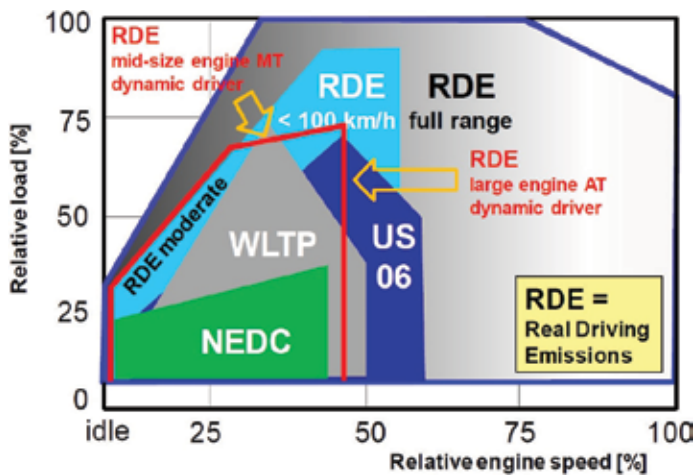 100
75
50
25
0
Relative load [%]
RDE
mid-size engine MT
dynamic driver
RDE
< 100 km/h
RDE
full range
RDE
large engine AT
dynamic driver
RDE moderate
WLTP
US
06
NEDC
RDE =
Real Driving
Emissions
idle
25
50
75
100
Relative engine speed [%]